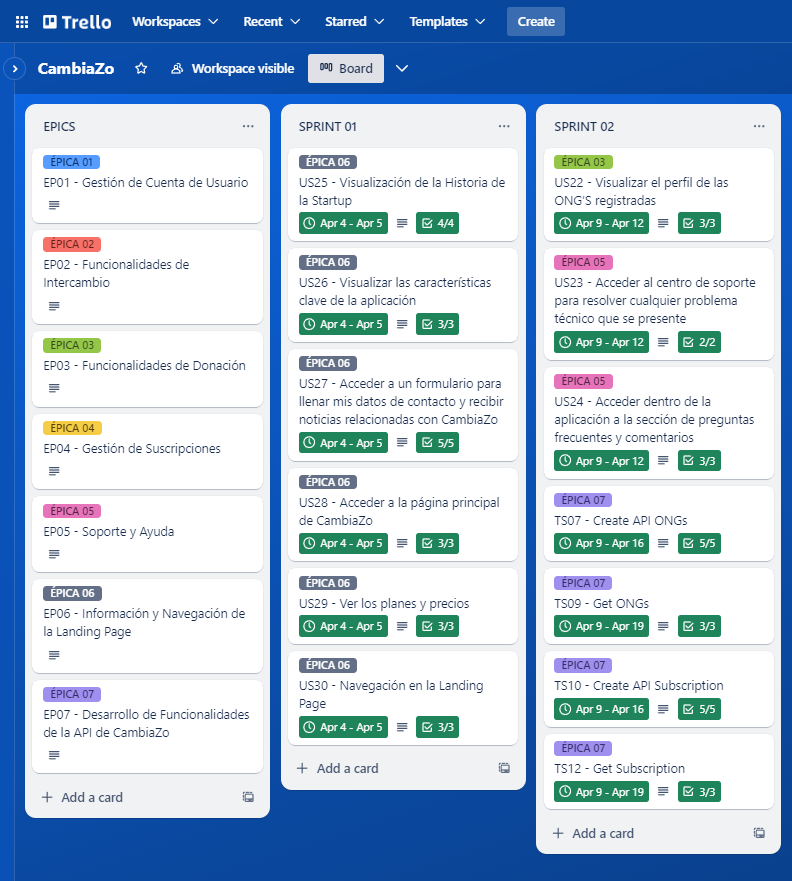 Trello
Workspaces
Recent
Starred
Templates
Create
CambiaZo
Workspace visible
Board
EPICS
ÉPICA 01
EP01 - Gestión de Cuenta de Usuario
ÉPICA 02
EP02 - Funcionalidades de
Intercambio
ÉPICA 03
EP03 - Funcionalidades de Donación
ÉPICA 04
EP04 - Gestión de Suscripciones
ÉPICA 05
EP05 - Soporte y Ayuda
ÉPICA 06
EP06 - Información y Navegación de
la Landing Page
ÉPICA 07
EP07 - Desarrollo de Funcionalidades
de la API de CambiaZo
Add a card
SPRINT 01
ÉPICA 06
US25 - Visualización de la Historia de
la Startup
Apr 4 - Apr 5 4/4
ÉPICA 06
US26 - Visualizar las características
clave de la aplicación
Apr 4 - Apr 5 3/3
ÉPICA 06
US27 - Acceder a un formulario para
llenar mis datos de contacto y recibir
noticias relacionadas con CambiaZo
Apr 4 - Apr 5 5/5
ÉPICA 06
US28 - Acceder a la página principal
de CambiaZo
Apr 4 - Apr 5 3/3
ÉPICA 06
US29 - Ver los planes y precios
Apr 4 - Apr 5 3/3
ÉPICA 06
US30 - Navegación en la Landing
Page
Apr 4 - Apr 5 3/3
Add a card
SPRINT 02
ÉPICA 03
US22 - Visualizar el perfil de las
ONG'S registradas
Apr 9 - Apr 12 3/3
ÉPICA 05
US23 - Acceder al centro de soporte
para resolver cualquier problema
técnico que se presente
Apr 9 - Apr 12 2/2
ÉPICA 05
US24 - Acceder dentro de la
aplicación a la sección de preguntas
frecuentes y comentarios
Apr 9 - Apr 12 3/3
ÉPICA 07
TS07 - Create API ONGs
Apr 9 - Apr 16 5/5
ÉPICA 07
TS09 - Get ONGs
Apr 9 - Apr 19 3/3
ÉPICA 07
TS10 - Create API Subscription
Apr 9 - Apr 16 5/5
ÉPICA 07
TS12 - Get Subscription
Apr 9 - Apr 19 3/3
Add a card